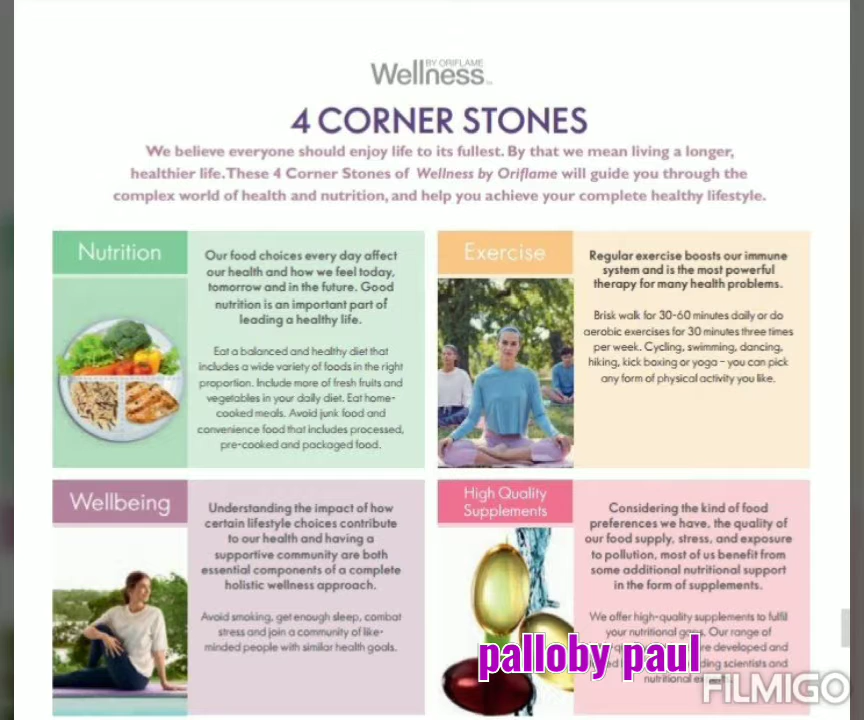 Wellness BY ORIFLAME
4 CORNER STONES
We believe everyone should enjoy life to its fullest. By that we mean living a longer,
healthier life. These 4 Corner Stones of Wellness by Oriflame will guide you through the
complex world of health and nutrition, and help you achieve your complete healthy lifestyle.
Nutrition
Our food choices every day affect
our health and how we feel today,
tomorrow and in the future. Good
nutrition is an important part of
leading a healthy life.
Eat a balanced and healthy diet that
includes a wide variety of foods in the right
proportion. Include more of fresh fruits and
vegetables in your daily diet. Eat home-
cooked meals. Avoid junk food and
convenience food that includes processed,
pre-cooked and packaged food.
Exercise
Regular exercise boosts our immune
system and is the most powerful
therapy for many health problems.
Brisk walk for 30-60 minutes daily or do
aerobic exercises for 30 minutes three times
per week. Cycling, swimming, dancing,
hiking, kick boxing or yoga – you can pick
any form of physical activity you like.
Wellbeing
Understanding the impact of how
certain lifestyle choices contribute
to our health and having a
supportive community are both
essential components of a complete
holistic wellness approach.
Avoid smoking, get enough sleep, combat
stress and join a community of like-
minded people with similar health goals.
High Quality
Supplements
Considering the kind of food
preferences we have, the quality of
our food supply, stress, and exposure
to pollution, most of us benefit from
some additional nutritional support
in the form of supplements.
We offer high-quality supplements to fulfil
your nutritional gaps. Our range of
developed and
scientists and
nutritional
palloby paul
FILMIGO